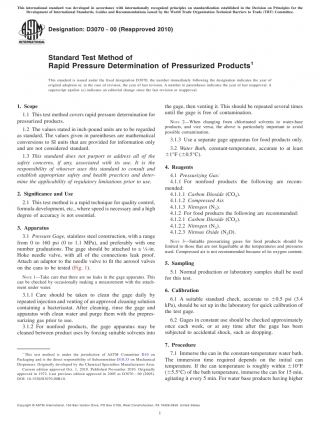 This international standard was developed in accordance with internationally recognized principles on standardization established in the Decision on Principles for the
Development of International Standards, Guides and Recommendations issued by the World Trade Organization Technical Barriers to Trade (TBT) Committee.
Designation: D3070 − 00 (Reapproved 2010)
INTERNATIONAL
Standard Test Method of
Rapid Pressure Determination of Pressurized Products1
This standard is issued under the fixed designation D3070; the number immediately following the designation indicates the year of
original adoption or, in the case of revision, the year of last revision. A number in parentheses indicates the year of last reapproval. A
superscript epsilon (ε) indicates an editorial change since the last revision or reapproval.
1. Scope
1.1 This test method covers rapid pressure determination for
pressurized products.
1.2 The values stated in inch-pound units are to be regarded
as standard. The values given in parentheses are mathematical
conversions to SI units that are provided for information only
and are not considered standard.
1.3 This standard does not purport to address all of the
safety concerns, if any, associated with its use. It is the
responsibility of whoever uses this standard to consult and
establish appropriate safety and health practices and deter-
mine the applicability of regulatory limitations prior to use.
2. Significance and Use
2.1 This test method is a rapid technique for quality control,
formula development, etc., where speed is necessary and a high
degree of accuracy is not essential.
3. Apparatus
3.1 Pressure Gage, stainless steel construction, with a range
from 0 to 160 psi (0 to 1.1 MPa), and preferably with one
number graduations. The gage should be attached to a
Hoke needle valve, with all of the connections leak proof.
Attach an adaptor to the needle valve to fit the aerosol valves
on the cans to be tested (Fig. 1).
NOTE 1—Take care that there are no leaks in the gage apparatus. This
can be checked by occasionally making a measurement with the attach-
ment under water.
3.1.1 Cans should be taken to clean the gage daily by
repeated injection and venting of an approved cleaning solution
containing a bacteriostat. After cleaning, rinse the gage and
apparatus with clean water and purge them with the prepres-
surizing gas prior to use.
3.1.2 For nonfood products, the gage apparatus may be
cleaned between product uses by forcing suitable solvents into
the gage, then venting it. This should be repeated several times
until the gage is free of contamination.
NOTE 2—When changing from chlorinated solvents to water-base
products, and vice versa, the above is particularly important to avoid
possible contamination.
3.1.3 Use a separate gage apparatus for food products only.
3.2 Water Bath, constant-temperature, accurate to at least
±1°F (±0.5°C).
4. Reagents
4.1 Pressurizing Gas:
4.1.1 For nonfood products the following are recom-
mended:
4.1.1.1 Carbon Dioxide (CO2),
4.1.1.2 Compressed Air
4.1.1.3 Nitrogen (N2).
4.1.2 For food products the following are recommended:
4.1.2.1 Carbon Dioxide (CO2),
4.1.2.2 Nitrogen (N2),
4.1.2.3 Nitrous Oxide (N2O).
NOTE 3—Suitable pressurizing gases for food products should be
limited to those that are not ingestible at the temperatures and pressures
used. Compressed air is not recommended because of its oxygen content.
5. Sampling
5.1 Normal production or laboratory samples shall be used
for this test.
6. Calibration
6.1 A suitable standard check, accurate to ±0.5 psi (3.4
kPa), should be set up in the laboratory for quick calibration of
the test gage.
6.2 Gages in constant use should be checked approximately
once each week, or at any time after the gage has been
subjected to accidental shock, such as dropping.
7. Procedure
7.1 Immerse the can in the constant-temperature water bath.
The immersion time required depends on the initial can
temperature. If the can temperature is roughly within ±10°F
(±5.5°C) of the bath temperature, immerse the can for 15 min,
agitating it every 5 min. For water base products having higher
1 This test method is under the jurisdiction of ASTM Committee D10 on
Packaging and is the direct responsibility of Subcommittee D10.33 on Mechanical
Dispensers. Originally developed by the Chemical Specialties Manufacturers Assn.
Current edition approved Oct. 1, 2010. Published November 2010. Originally
approved in 1972. Last previous edition approved in 2005 as D3070 – 00 (2005).
DOI: 10.1520/D3070-00R10.
Copyright © ASTM International, 100 Barr Harbor Drive, PO Box C700, West Conshohocken, PA 19428-2959. United States
1